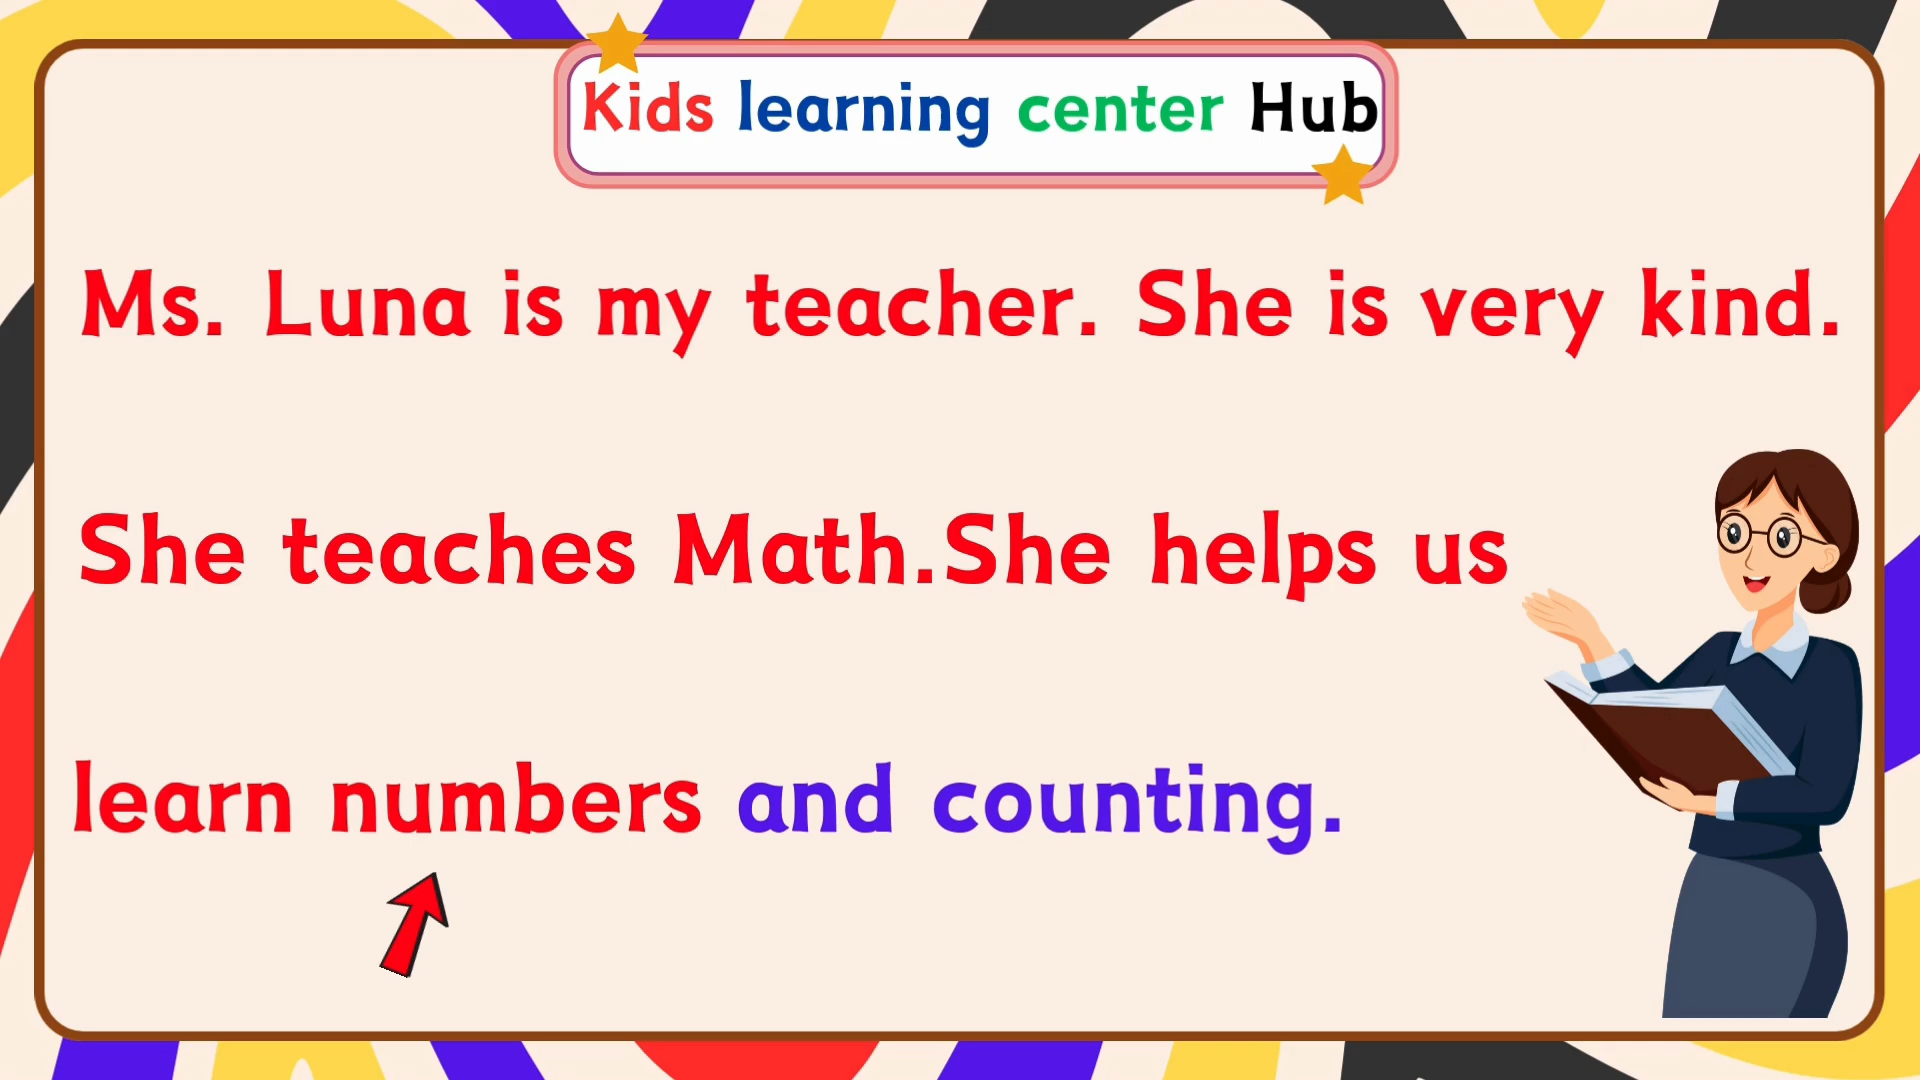 Kids learning center Hub
Ms. Luna is my teacher. She is very kind.
She teaches Math.She helps us
learn numbers and counting.